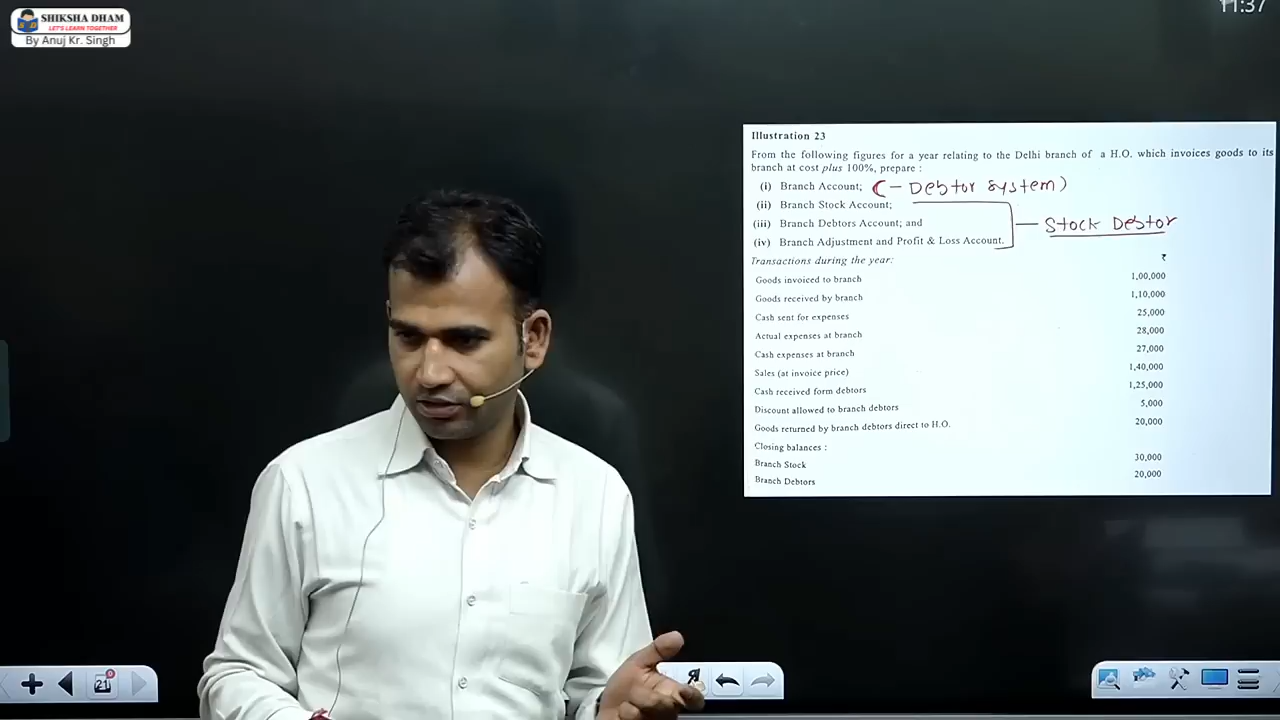 SHIKSHA DHAM
LET'S LEARN TOGETHER
By Anuj Kr. Singh
11:37
Illustration 23
From the following figures for a year relating to the Delhi branch of a H.O. which invoices goods to its
branch at cost plus 100%, prepare :
(i) Branch Account; (- Debtor system)
(ii) Branch Stock Account;
(iii) Branch Debtors Account; and
Stock Debtor
(iv) Branch Adjustment and Profit & Loss Account.
Transactions during the year: ₹
Goods invoiced to branch 1,00,000
Goods received by branch 1,10,000
Cash sent for expenses 25,000
Actual expenses at branch 28,000
Cash expenses at branch 27,000
Sales (at invoice price) 1,40,000
Cash received form debtors 1,25,000
Discount allowed to branch debtors 5,000
Goods returned by branch debtors direct to H.O. 20,000
Closing balances :
Branch Stock 30,000
Branch Debtors 20,000
21